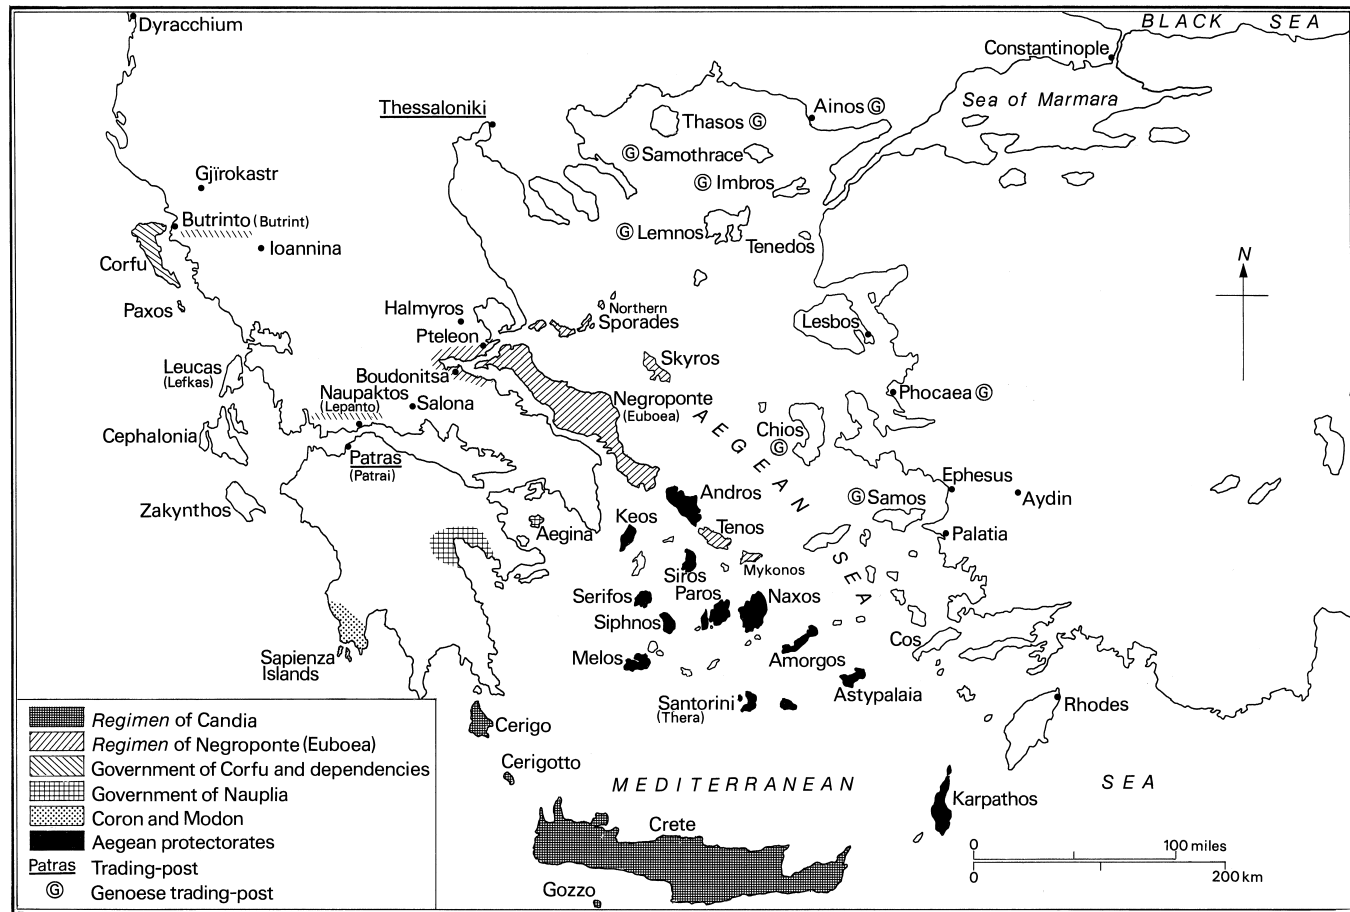 BLACK SEA
Dyracchium
Constantinople
Sea of Marmara
Thessaloniki
Ainos Ⓖ
Thasos Ⓖ
Ⓖ Samothrace
Gjïrokastr
Ⓖ Imbros
Butrinto (Butrint)
Ⓖ Lemnos
Tenedos
Ioannina
N
Corfu
Paxos
Halmyros
Northern
Sporades
Lesbos
Pteleon
Skyros
Leucas
(Lefkas)
Boudonitsa
Naupaktos
(Lepanto)
Salona
Negroponte
(Euboea)
Phocaea Ⓖ
AEGEAN
SEA
Chios
Ⓖ
Cephalonia
Patras
(Patrai)
Ephesus
Aydin
Andros
Ⓖ Samos
Zakynthos
Keos
Aegina
Tenos
Palatia
Siros
Mykonos
Serifos
Paros
Naxos
Siphnos
Cos
Sapienza
Islands
Melos
Amorgos
Astypalaia
Santorini
(Thera)
Rhodes
Cerigo
Cerigotto
MEDITERRANEAN SEA
Karpathos
Crete
Gozzo
Regimen of Candia
Regimen of Negroponte (Euboea)
Government of Corfu and dependencies
Government of Nauplia
Coron and Modon
Aegean protectorates
Patras Trading-post
Ⓖ Genoese trading-post
0 100 miles
0 200 km